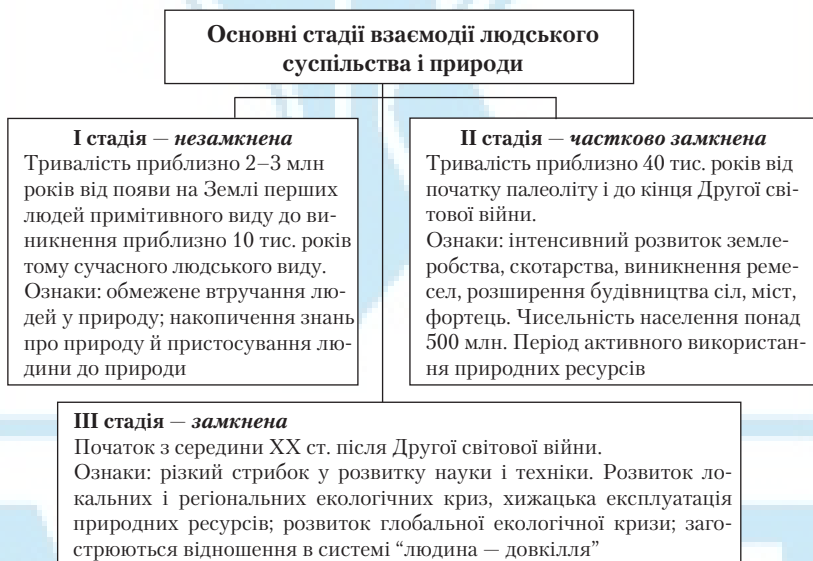 Основні стадії взаємодії людського
суспільства і природи
I стадія — незамкнена
Тривалість приблизно 2–3 млн
років від появи на Землі перших
людей примітивного виду до ви-
никнення приблизно 10 тис. років
тому сучасного людського виду.
Ознаки: обмежене втручання лю-
дей у природу; накопичення знань
про природу й пристосування лю-
дини до природи
II стадія — частково замкнена
Тривалість приблизно 40 тис. років від
початку палеоліту і до кінця Другої сві-
тової війни.
Ознаки: інтенсивний розвиток земле-
робства, скотарства, виникнення реме-
сел, розширення будівництва сіл, міст,
фортець. Чисельність населення понад
500 млн. Період активного використан-
ня природних ресурсів
III стадія — замкнена
Початок з середини XX ст. після Другої світової війни.
Ознаки: різкий стрибок у розвитку науки і техніки. Розвиток ло-
кальних і регіональних екологічних криз, хижацька експлуатація
природних ресурсів; розвиток глобальної екологічної кризи; заго-
стрюються відношення в системі “людина — довкілля”